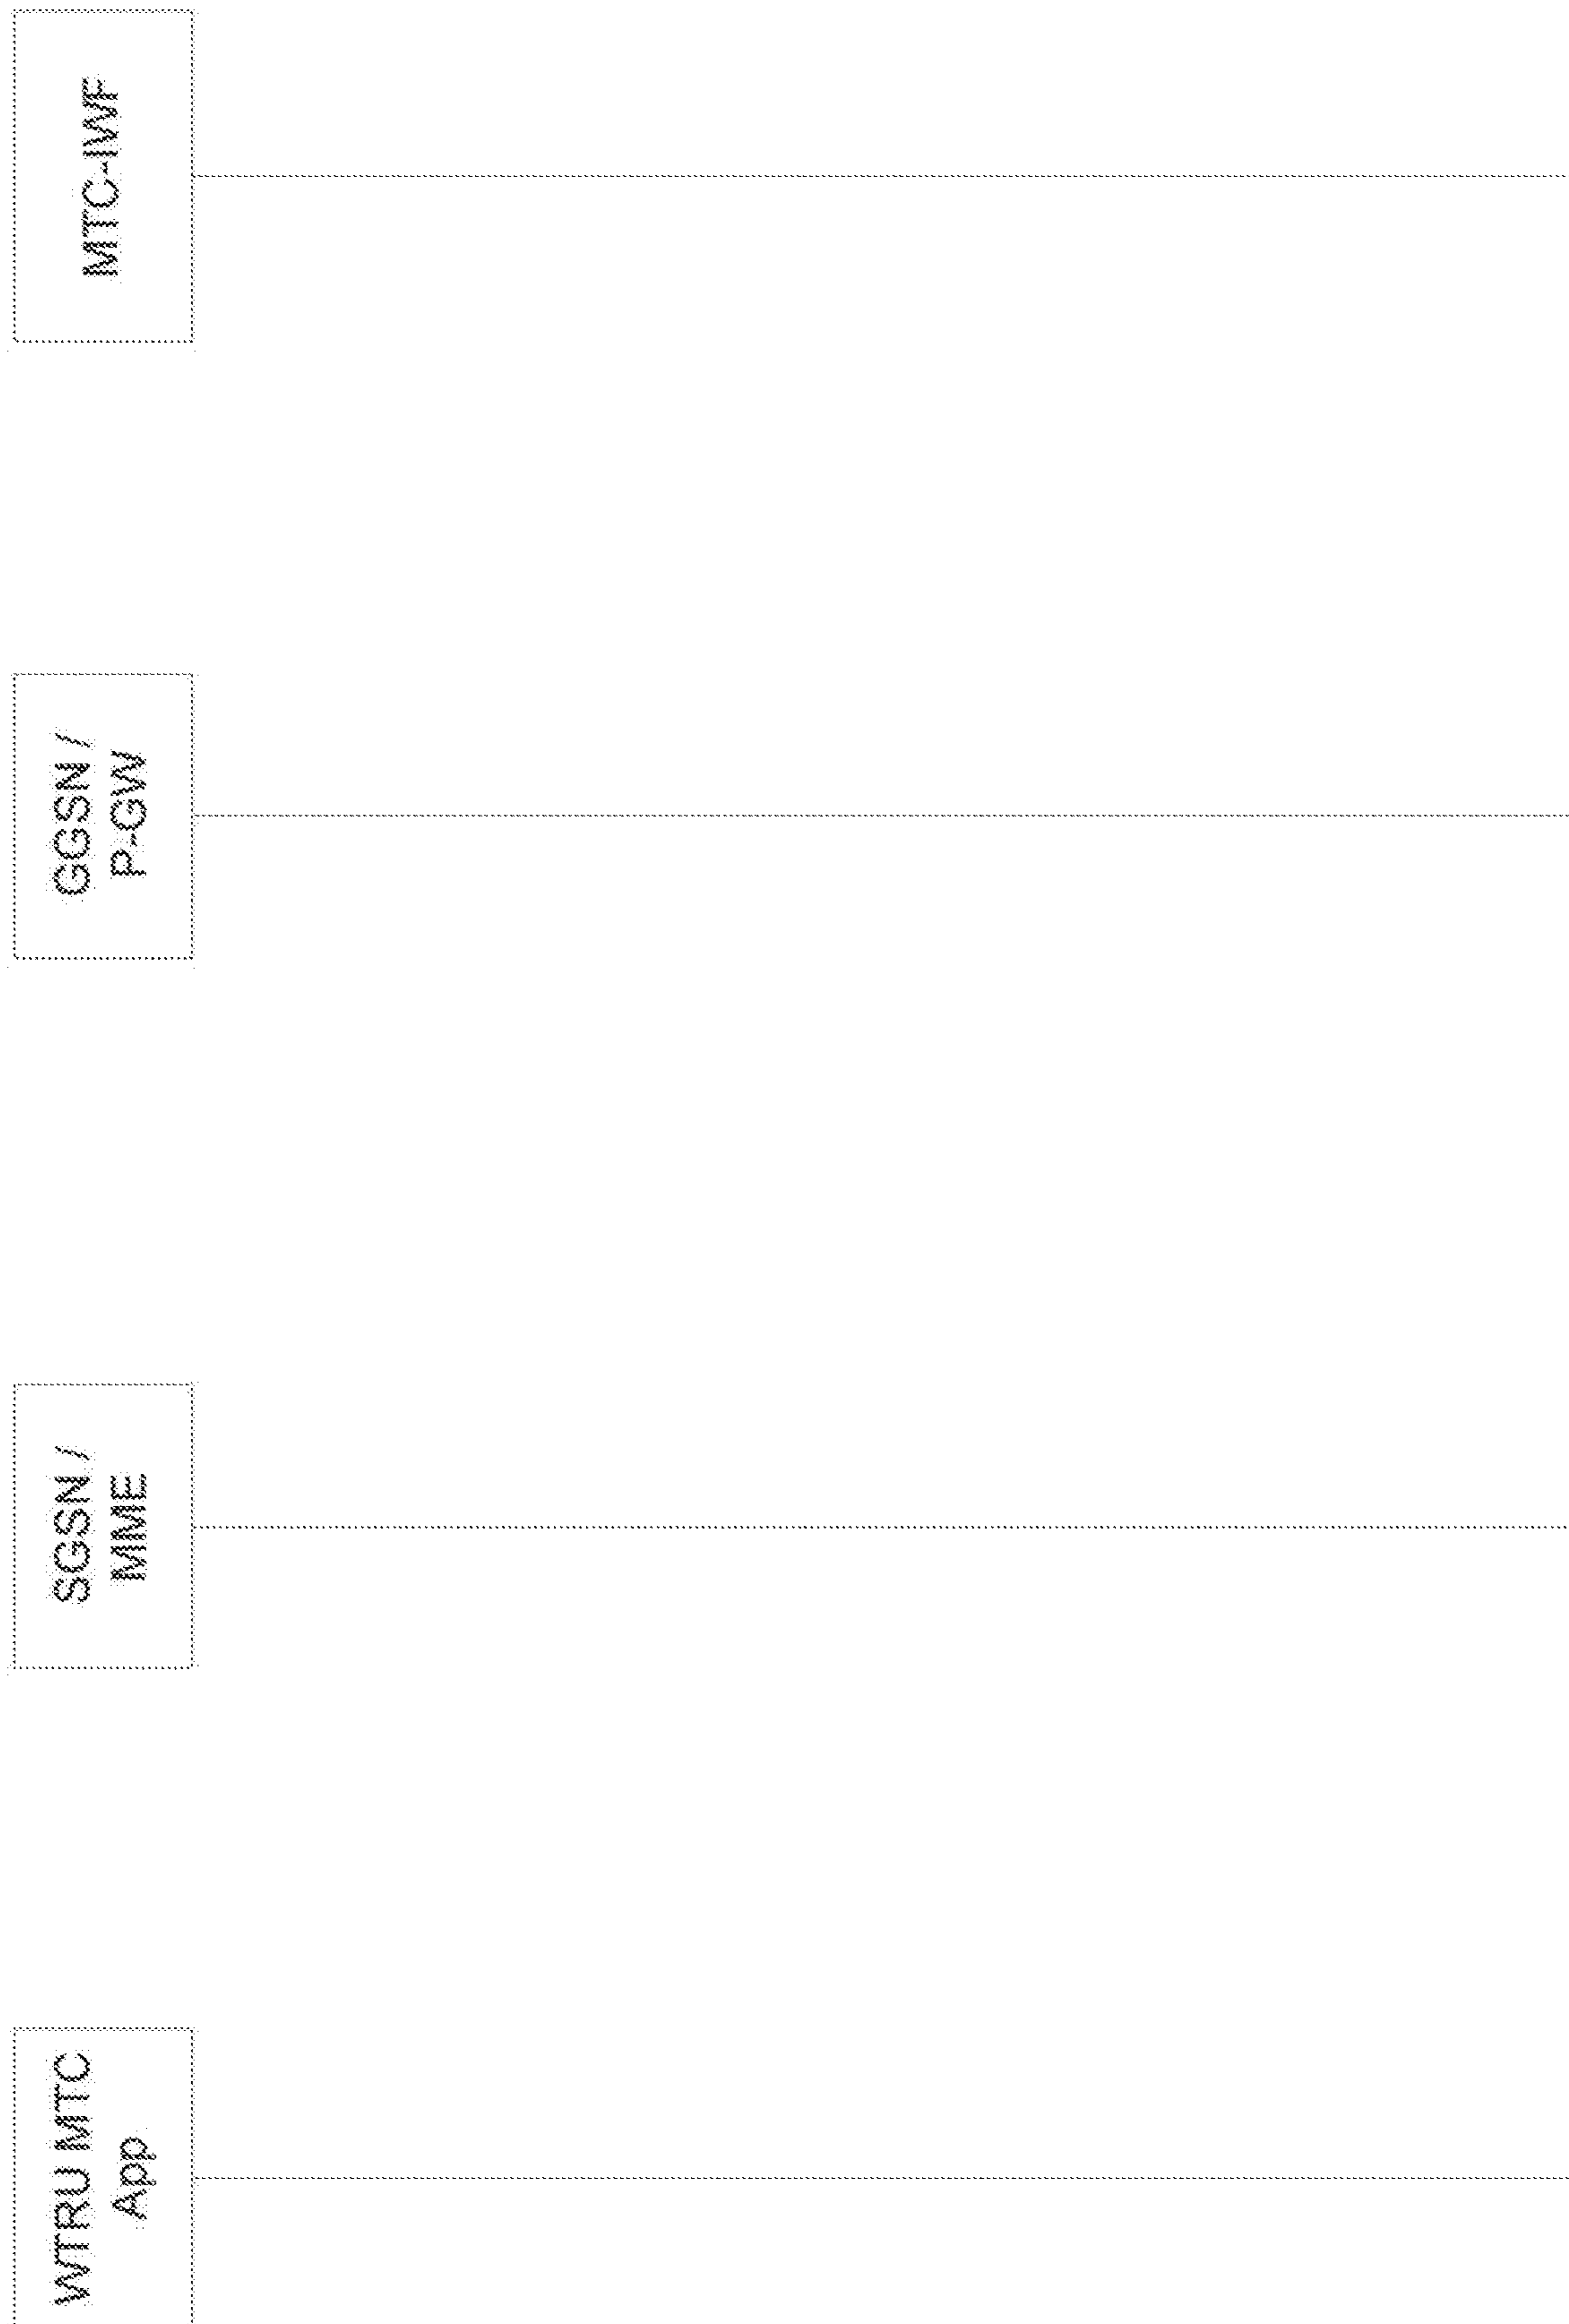 WTRU MTC
App
SGSN /
MME
GGSN /
P-GW
MTC-IWF